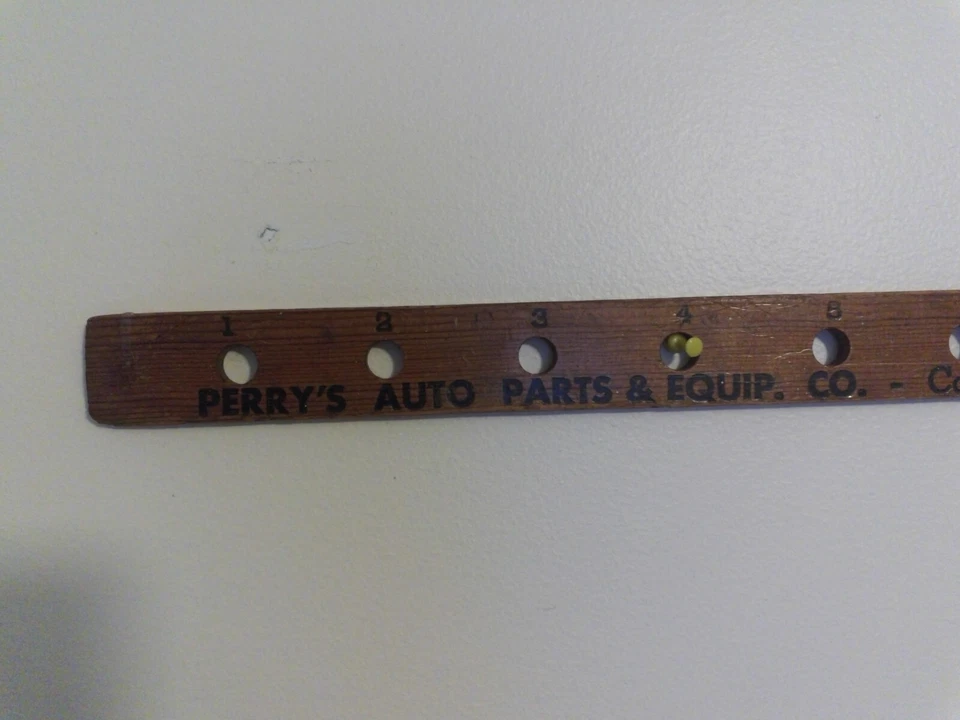 1 2 3 4 5
PERRY'S AUTO PARTS & EQUIP. CO. -